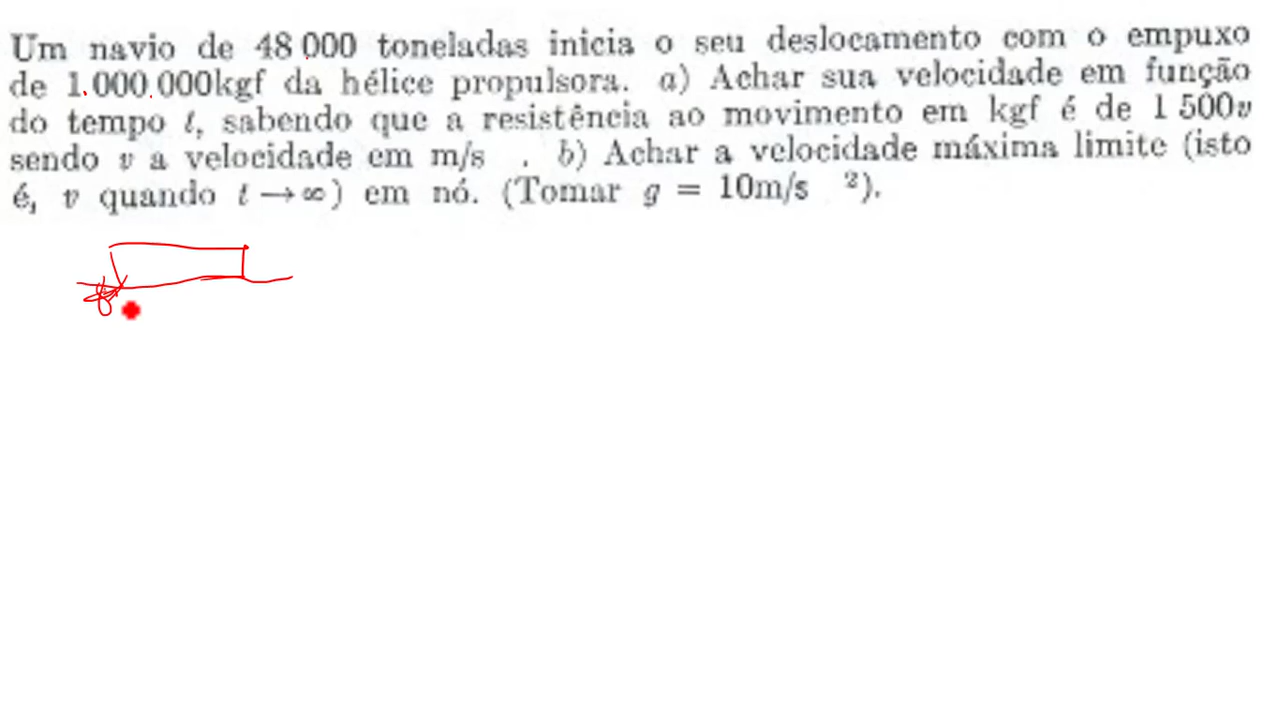 Um navio de 48 000 toneladas inicia o seu deslocamento com o empuxo
de 1.000.000kgf da hélice propulsora. a) Achar sua velocidade em função
do tempo t, sabendo que a resistência ao movimento em kgf é de 1 500v
sendo v a velocidade em m/s . b) Achar a velocidade máxima limite (isto
é, v quando t → ∞) em nó. (Tomar g = 10m/s ²).